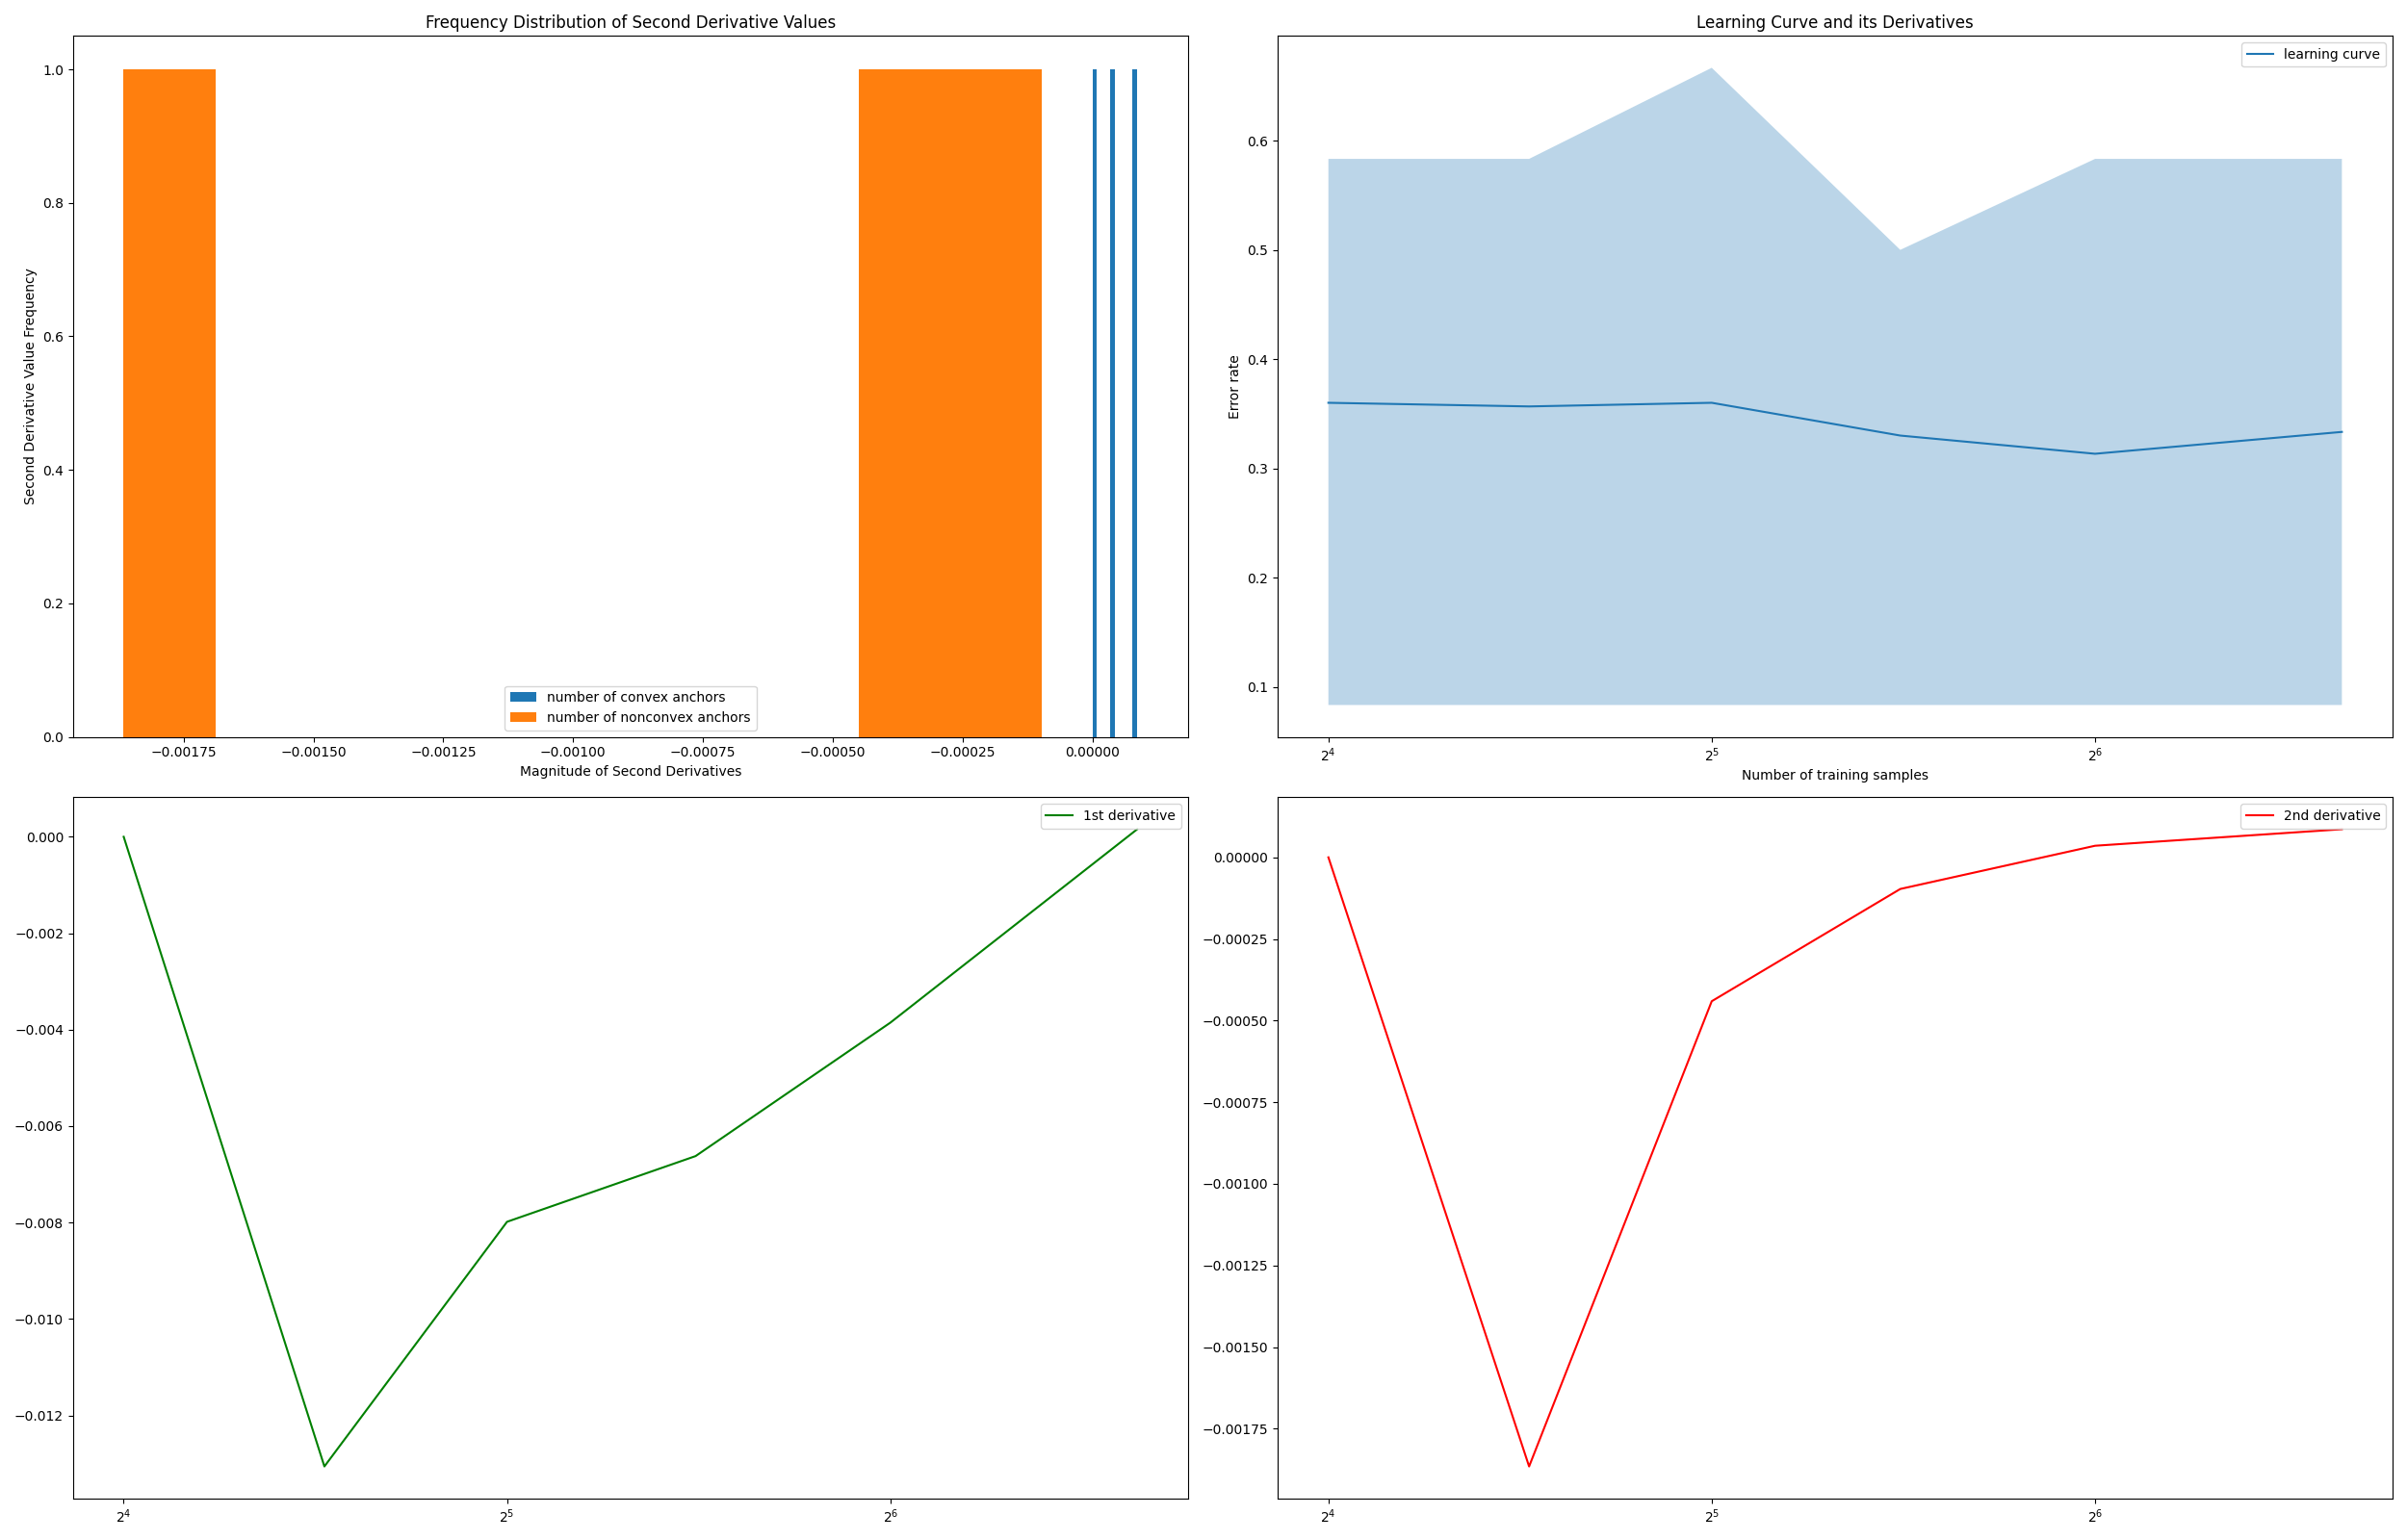 Frequency Distribution of Second Derivative Values
Second Derivative Value Frequency
1.0
0.8
0.6
0.4
0.2
0.0
number of convex anchors
number of nonconvex anchors
−0.00175 −0.00150 −0.00125 −0.00100 −0.00075 −0.00050 −0.00025 0.00000
Magnitude of Second Derivatives
Learning Curve and its Derivatives
learning curve
Error rate
0.6
0.5
0.4
0.3
0.2
0.1
2⁴ 2⁵ 2⁶
Number of training samples
1st derivative
0.000
−0.002
−0.004
−0.006
−0.008
−0.010
−0.012
2⁴ 2⁵ 2⁶
2nd derivative
0.00000
−0.00025
−0.00050
−0.00075
−0.00100
−0.00125
−0.00150
−0.00175
2⁴ 2⁵ 2⁶